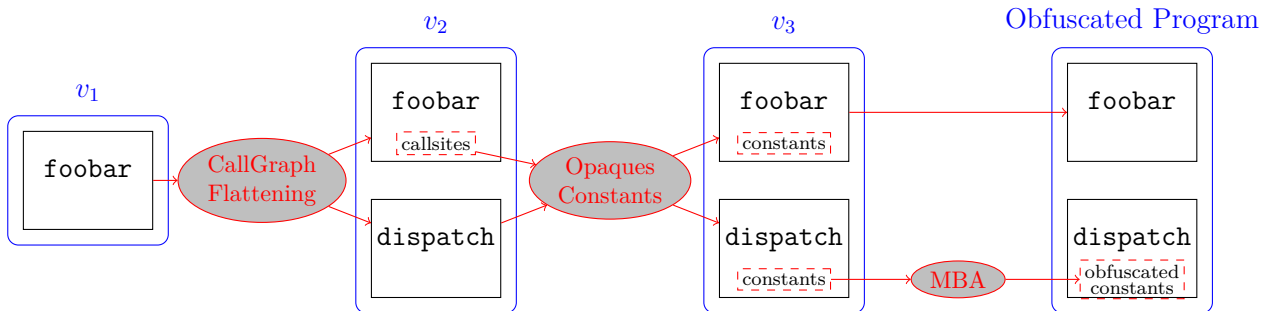 v1
foobar
CallGraph
Flattening
v2
foobar
callsites
dispatch
Opaques
Constants
v3
foobar
constants
dispatch
constants
MBA
Obfuscated Program
foobar
dispatch
obfuscated
constants